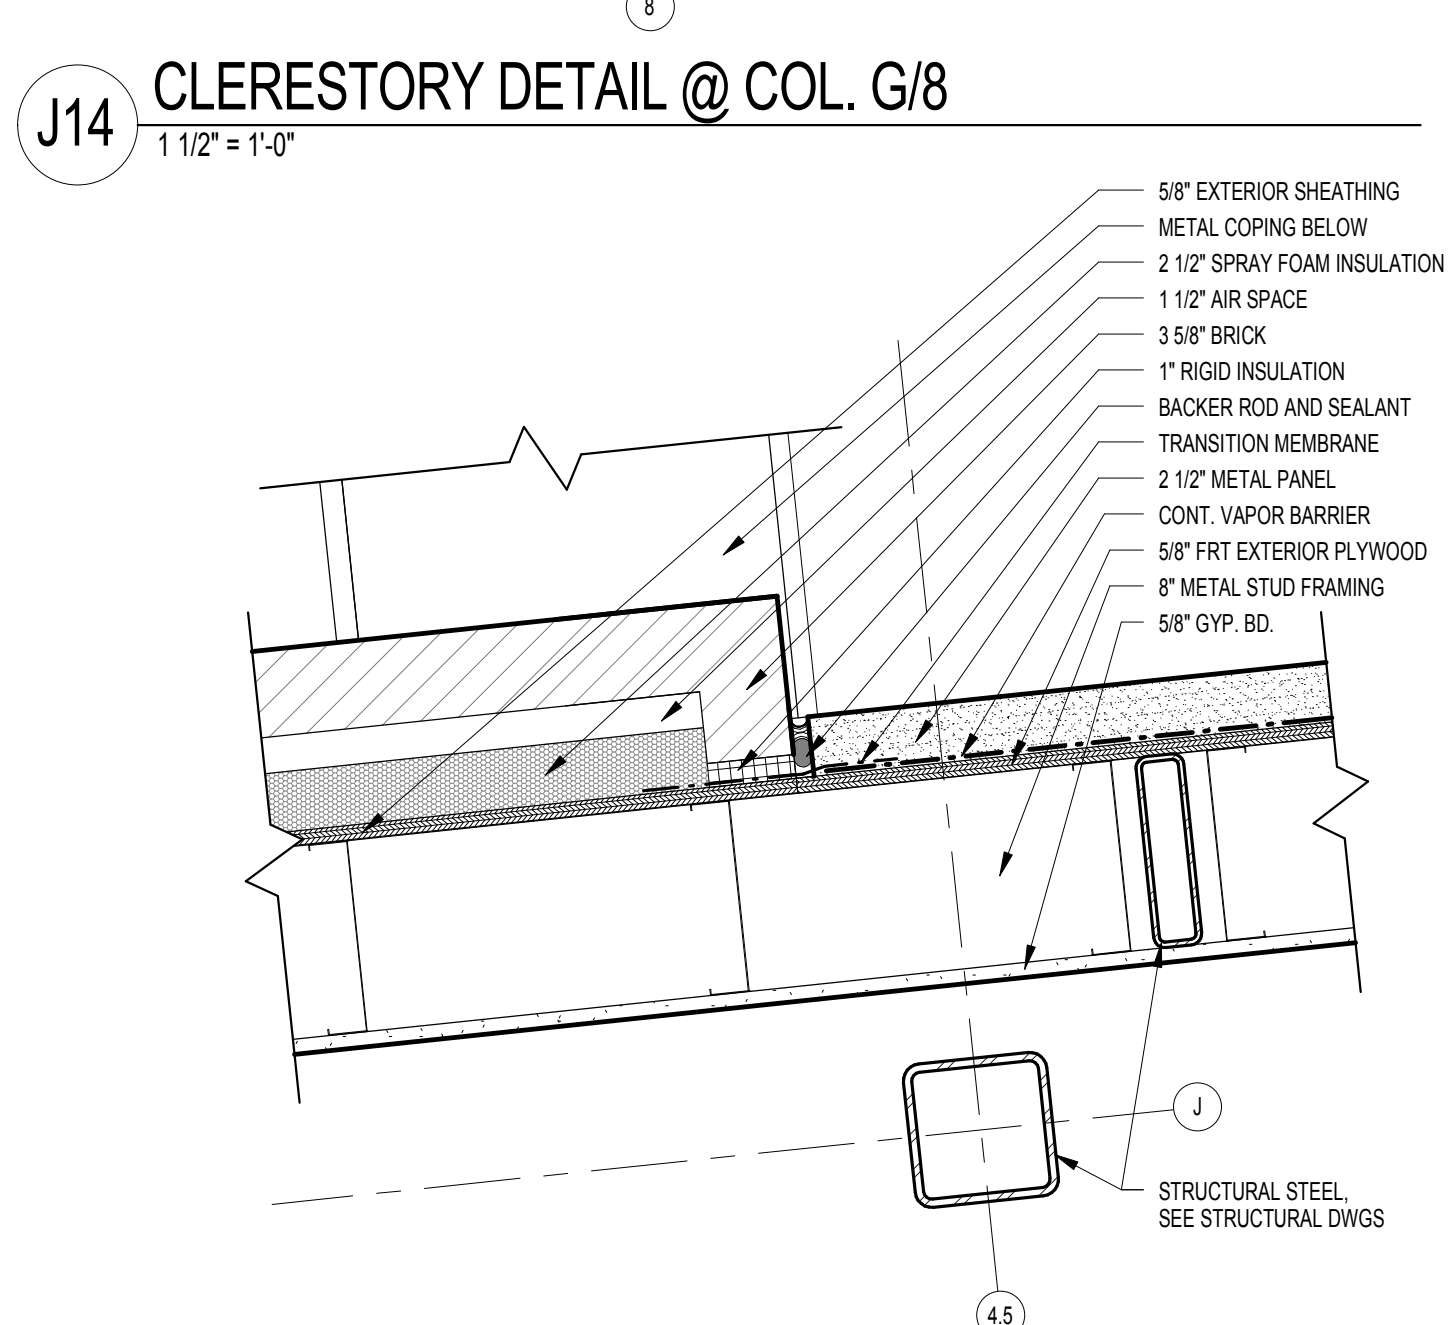 8
J14
CLERESTORY DETAIL @ COL. G/8
1 1/2" = 1'-0"
5/8" EXTERIOR SHEATHING
METAL COPING BELOW
2 1/2" SPRAY FOAM INSULATION
1 1/2" AIR SPACE
3 5/8" BRICK
1" RIGID INSULATION
BACKER ROD AND SEALANT
TRANSITION MEMBRANE
2 1/2" METAL PANEL
CONT. VAPOR BARRIER
5/8" FRT EXTERIOR PLYWOOD
8" METAL STUD FRAMING
5/8" GYP. BD.
J
STRUCTURAL STEEL,
SEE STRUCTURAL DWGS
4.5